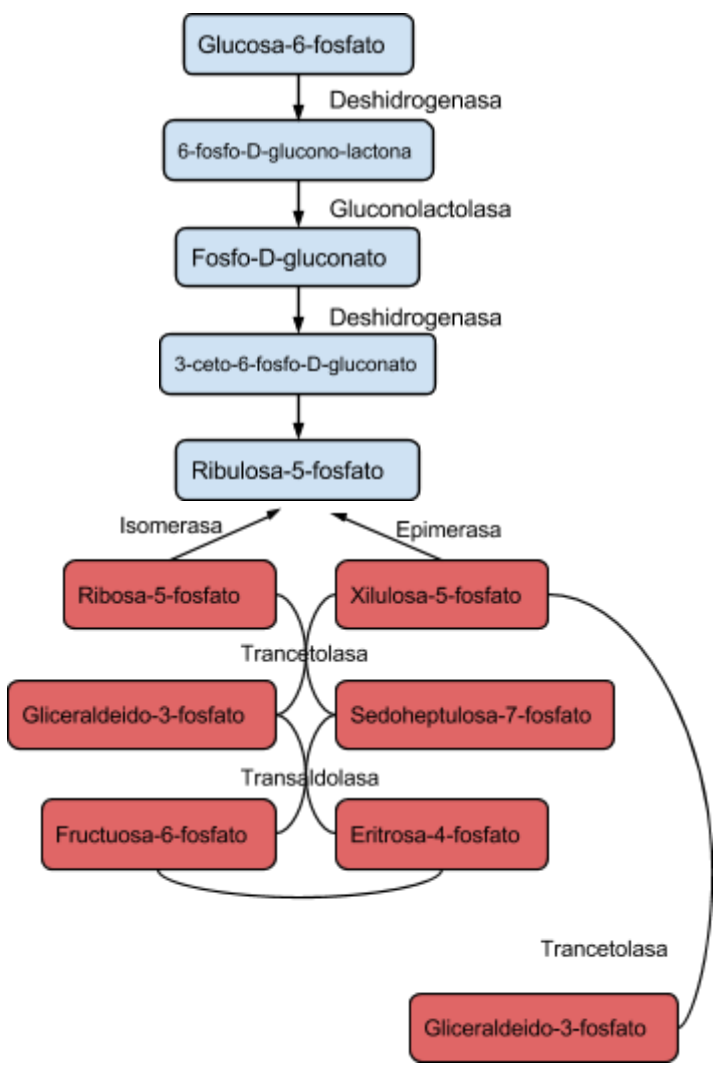 Glucosa-6-fosfato
Deshidrogenasa
6-fosfo-D-glucono-lactona
Gluconolactolasa
Fosfo-D-gluconato
Deshidrogenasa
3-ceto-6-fosfo-D-gluconato
Ribulosa-5-fosfato
Isomerasa
Epimerasa
Ribosa-5-fosfato
Xilulosa-5-fosfato
Trancetolasa
Gliceraldeido-3-fosfato
Sedoheptulosa-7-fosfato
Transaldolasa
Fructuosa-6-fosfato
Eritrosa-4-fosfato
Trancetolasa
Gliceraldeido-3-fosfato